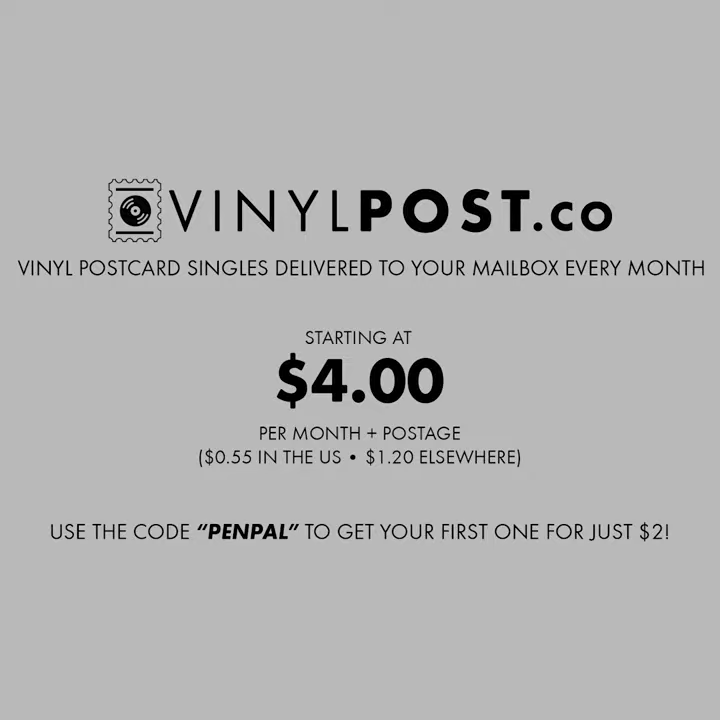 VINYLPOST.co
VINYL POSTCARD SINGLES DELIVERED TO YOUR MAILBOX EVERY MONTH
STARTING AT
$4.00
PER MONTH + POSTAGE
($0.55 IN THE US • $1.20 ELSEWHERE)
USE THE CODE “PENPAL” TO GET YOUR FIRST ONE FOR JUST $2!